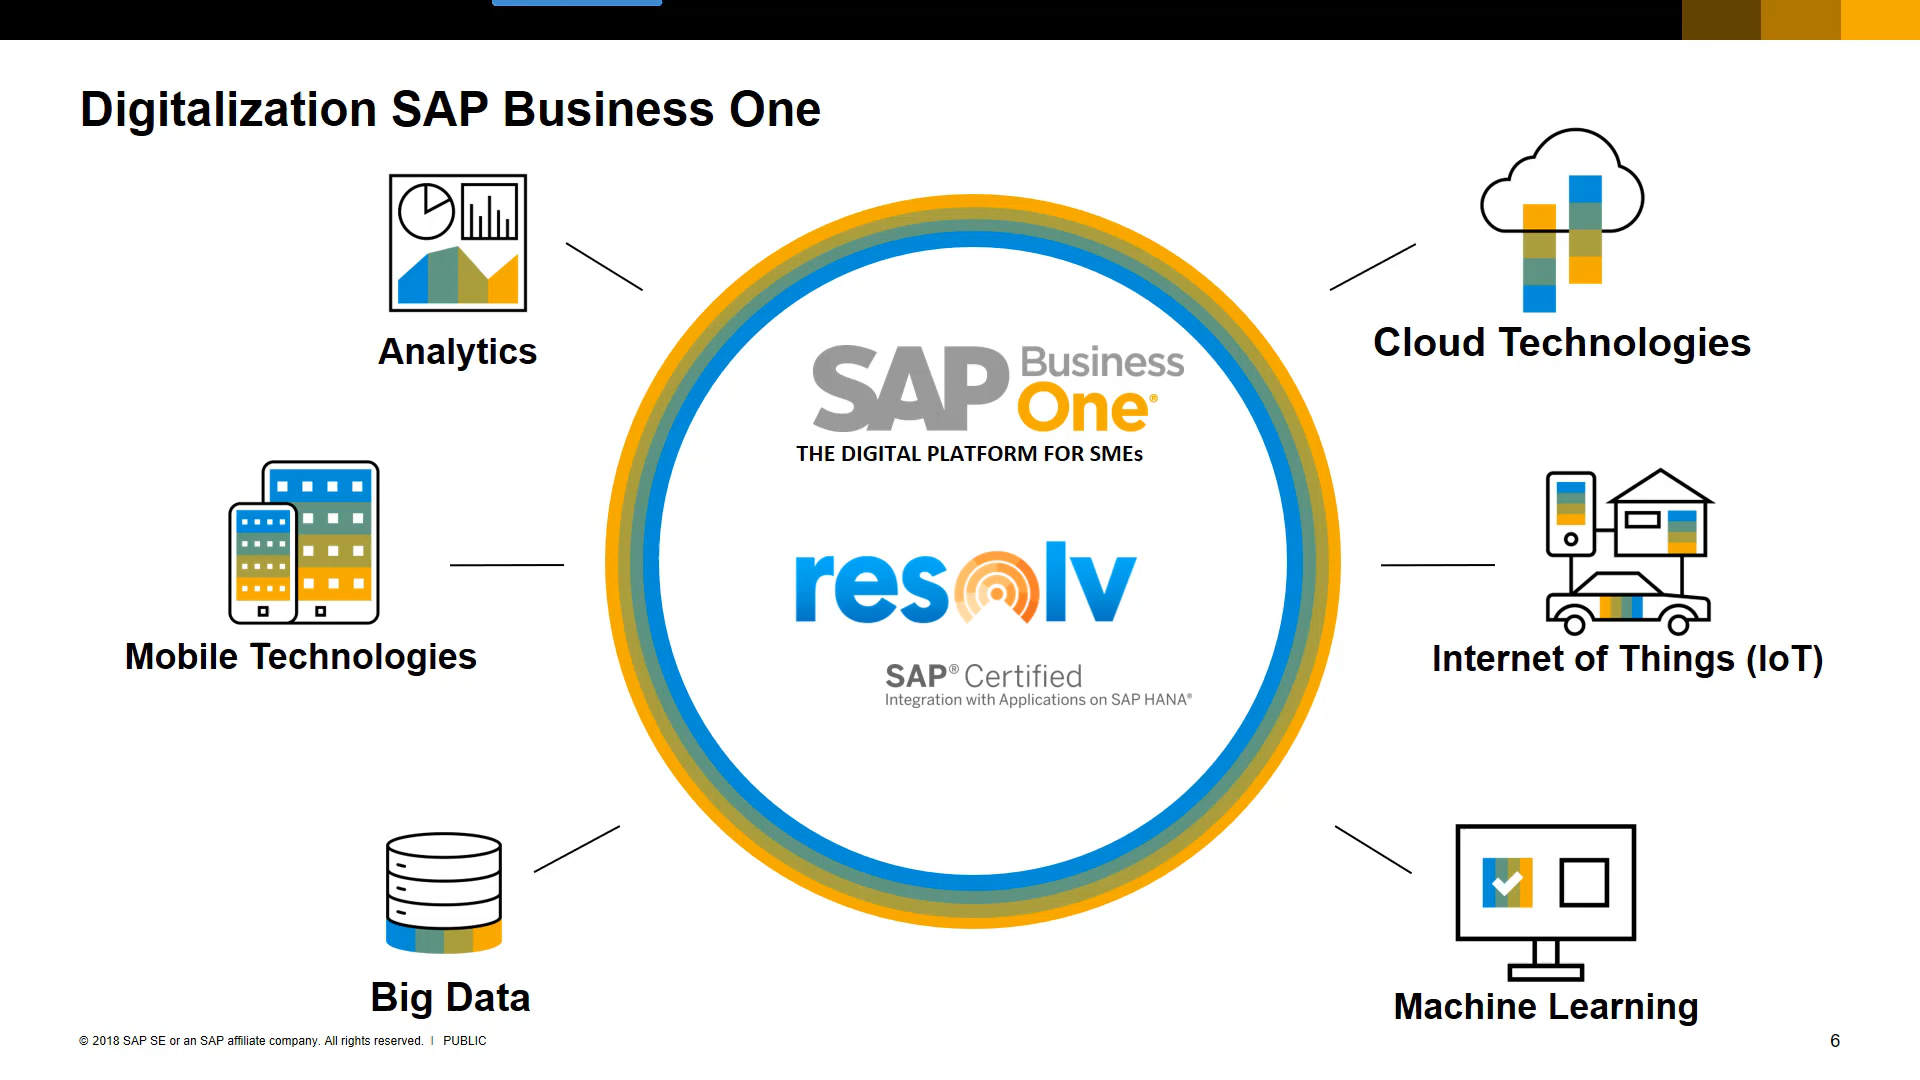 Digitalization SAP Business One
Analytics
Cloud Technologies
SAP Business One®
THE DIGITAL PLATFORM FOR SMEs
resolv
SAP® Certified
Integration with Applications on SAP HANA®
Mobile Technologies
Internet of Things (IoT)
Big Data
Machine Learning
© 2018 SAP SE or an SAP affiliate company. All rights reserved. | PUBLIC
6